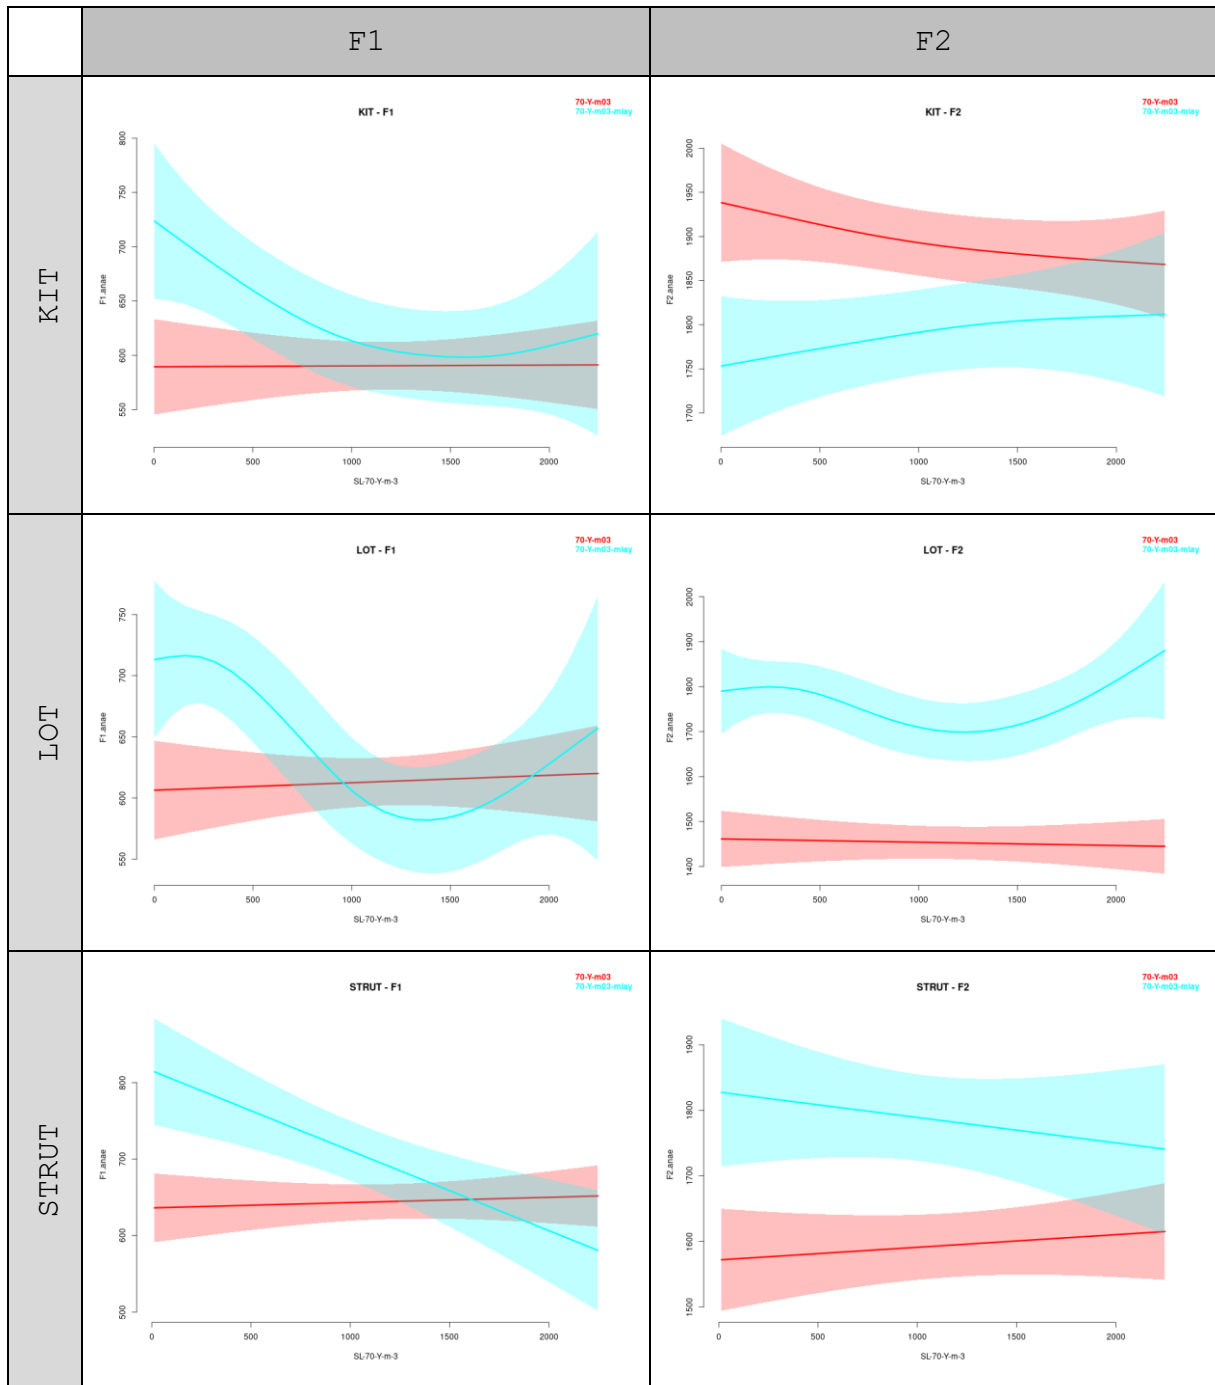 F1
F2
KIT
KIT - F1
70-Y-m03
70-Y-m03-mlay
F1.anae
800
750
700
650
600
550
0 500 1000 1500 2000
SL-70-Y-m-3
KIT - F2
70-Y-m03
70-Y-m03-mlay
F2.anae
2000
1950
1900
1850
1800
1750
1700
0 500 1000 1500 2000
SL-70-Y-m-3
LOT
LOT - F1
70-Y-m03
70-Y-m03-mlay
F1.anae
750
700
650
600
550
0 500 1000 1500 2000
SL-70-Y-m-3
LOT - F2
70-Y-m03
70-Y-m03-mlay
F2.anae
2000
1900
1800
1700
1600
1500
1400
0 500 1000 1500 2000
SL-70-Y-m-3
STRUT
STRUT - F1
70-Y-m03
70-Y-m03-mlay
F1.anae
800
700
600
500
0 500 1000 1500 2000
SL-70-Y-m-3
STRUT - F2
70-Y-m03
70-Y-m03-mlay
F2.anae
1900
1800
1700
1600
1500
0 500 1000 1500 2000
SL-70-Y-m-3